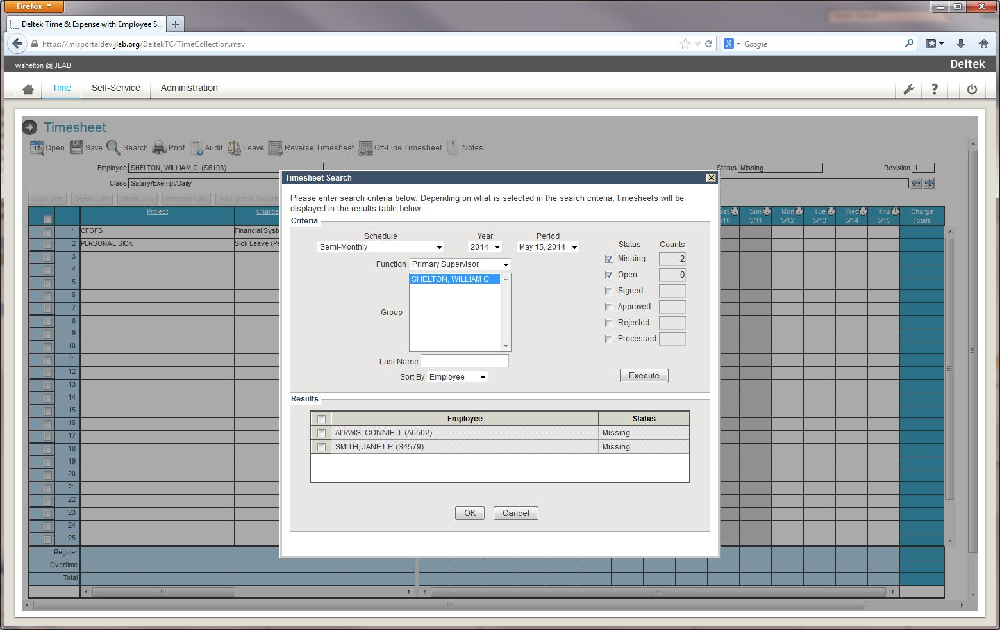 Firefox
Deltek Time & Expense with Employee S...
https://misportaldev.jlab.org/DeltekTC/TimeCollection.msv
Google
wshelton @ JLAB
Deltek
Time Self-Service Administration
Timesheet
Open Save Search Print Audit Leave Reverse Timesheet Off-Line Timesheet Notes
Employee SHELTON, WILLIAM C. (S6193) Status Missing Revision 1
Class Salary/Exempt/Daily
Copy Line Delete Line Reset Line Reverse Line Add Line to Favorit
Project Charge Sat Sun Mon Tue Wed Thu Charge
/10 5/11 5/12 5/13 5/14 5/15 Totals
1 CFOFS Financial Syste
2 PERSONAL SICK Sick Leave (Pe
3
4
5
6
7
8
9
10
11
12
13
14
15
16
17
18
19
20
21
22
23
24
25
Regular
Overtime
Total
Timesheet Search
Please enter search criteria below. Depending on what is selected in the search criteria, timesheets will be
displayed in the results table below.
Criteria
Schedule Year Period
Semi-Monthly 2014 May 15, 2014
Function Primary Supervisor
Group SHELTON, WILLIAM C
Last Name
Sort By Employee
Status Counts
Missing 2
Open 0
Signed
Approved
Rejected
Processed
Execute
Results
Employee Status
ADAMS, CONNIE J. (A6502) Missing
SMITH, JANET P. (S4579) Missing
OK Cancel